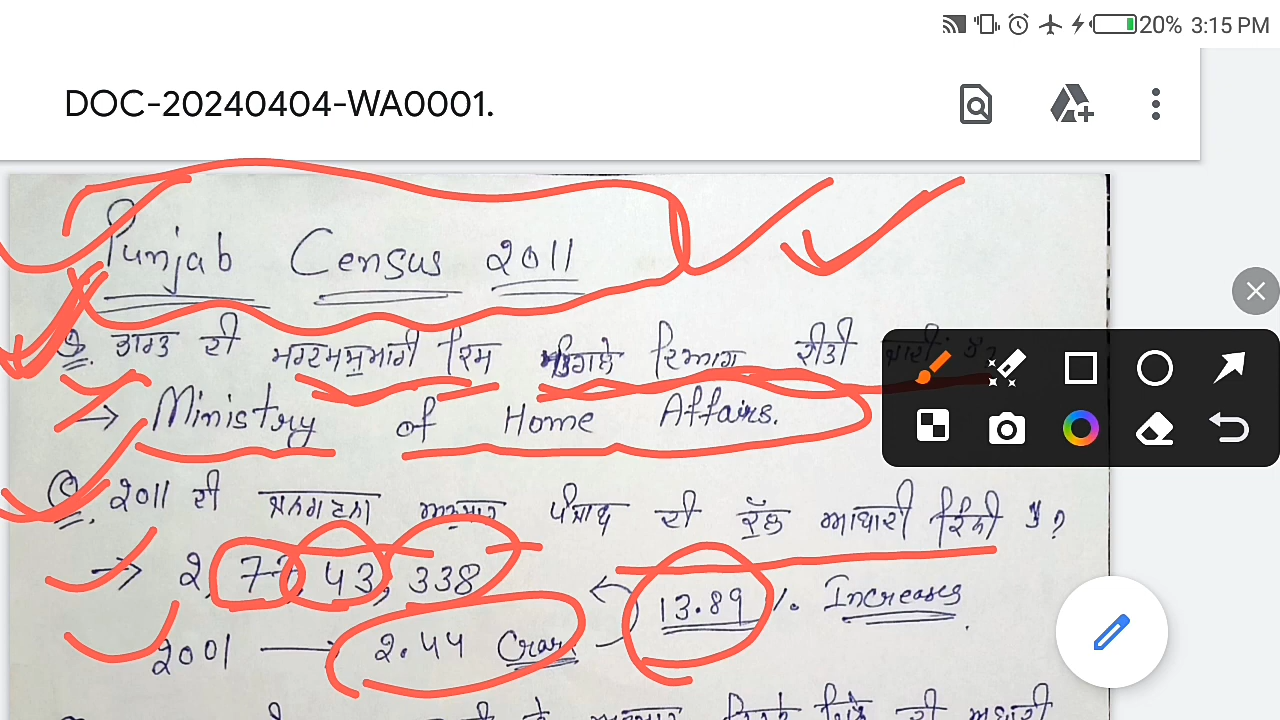 20% 3:15 PM
DOC-20240404-WA0001.
Punjab Census 2011
Q. ਭਾਰਤ ਦੀ ਮਰਦਮਸ਼ੁਮਾਰੀ ਕਿਸ ਵਿਭਾਗ ਕੀਤੀ ਜਾਂਦੀ ਹੈ?
→ Ministry of Home Affairs.
Q. 2011 ਦੀ ਜਨਗਣਨਾ ਅਨੁਸਾਰ ਪੰਜਾਬ ਦੀ ਕੁੱਲ ਆਬਾਦੀ ਕਿੰਨੀ ਹੈ?
→ 2,77,43,338
13.89 %. Increases.
2001 → 2.44 Crore